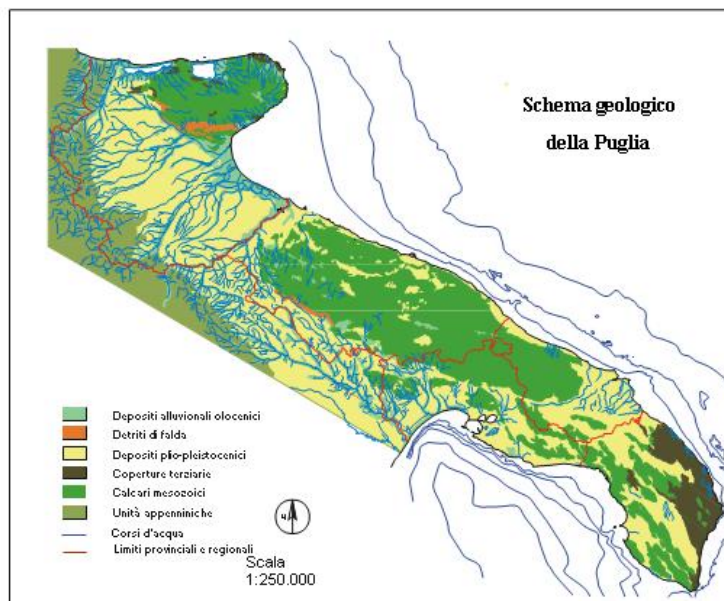 Schema geologico
della Puglia
Depositi alluvionali olocenici
Detriti di falda
Depositi plio-pleistocenici
Coperture terziarie
Calcari mesozoici
Unità appenniniche
Corsi d'acqua
Limiti provinciali e regionali
Scala
1:250.000